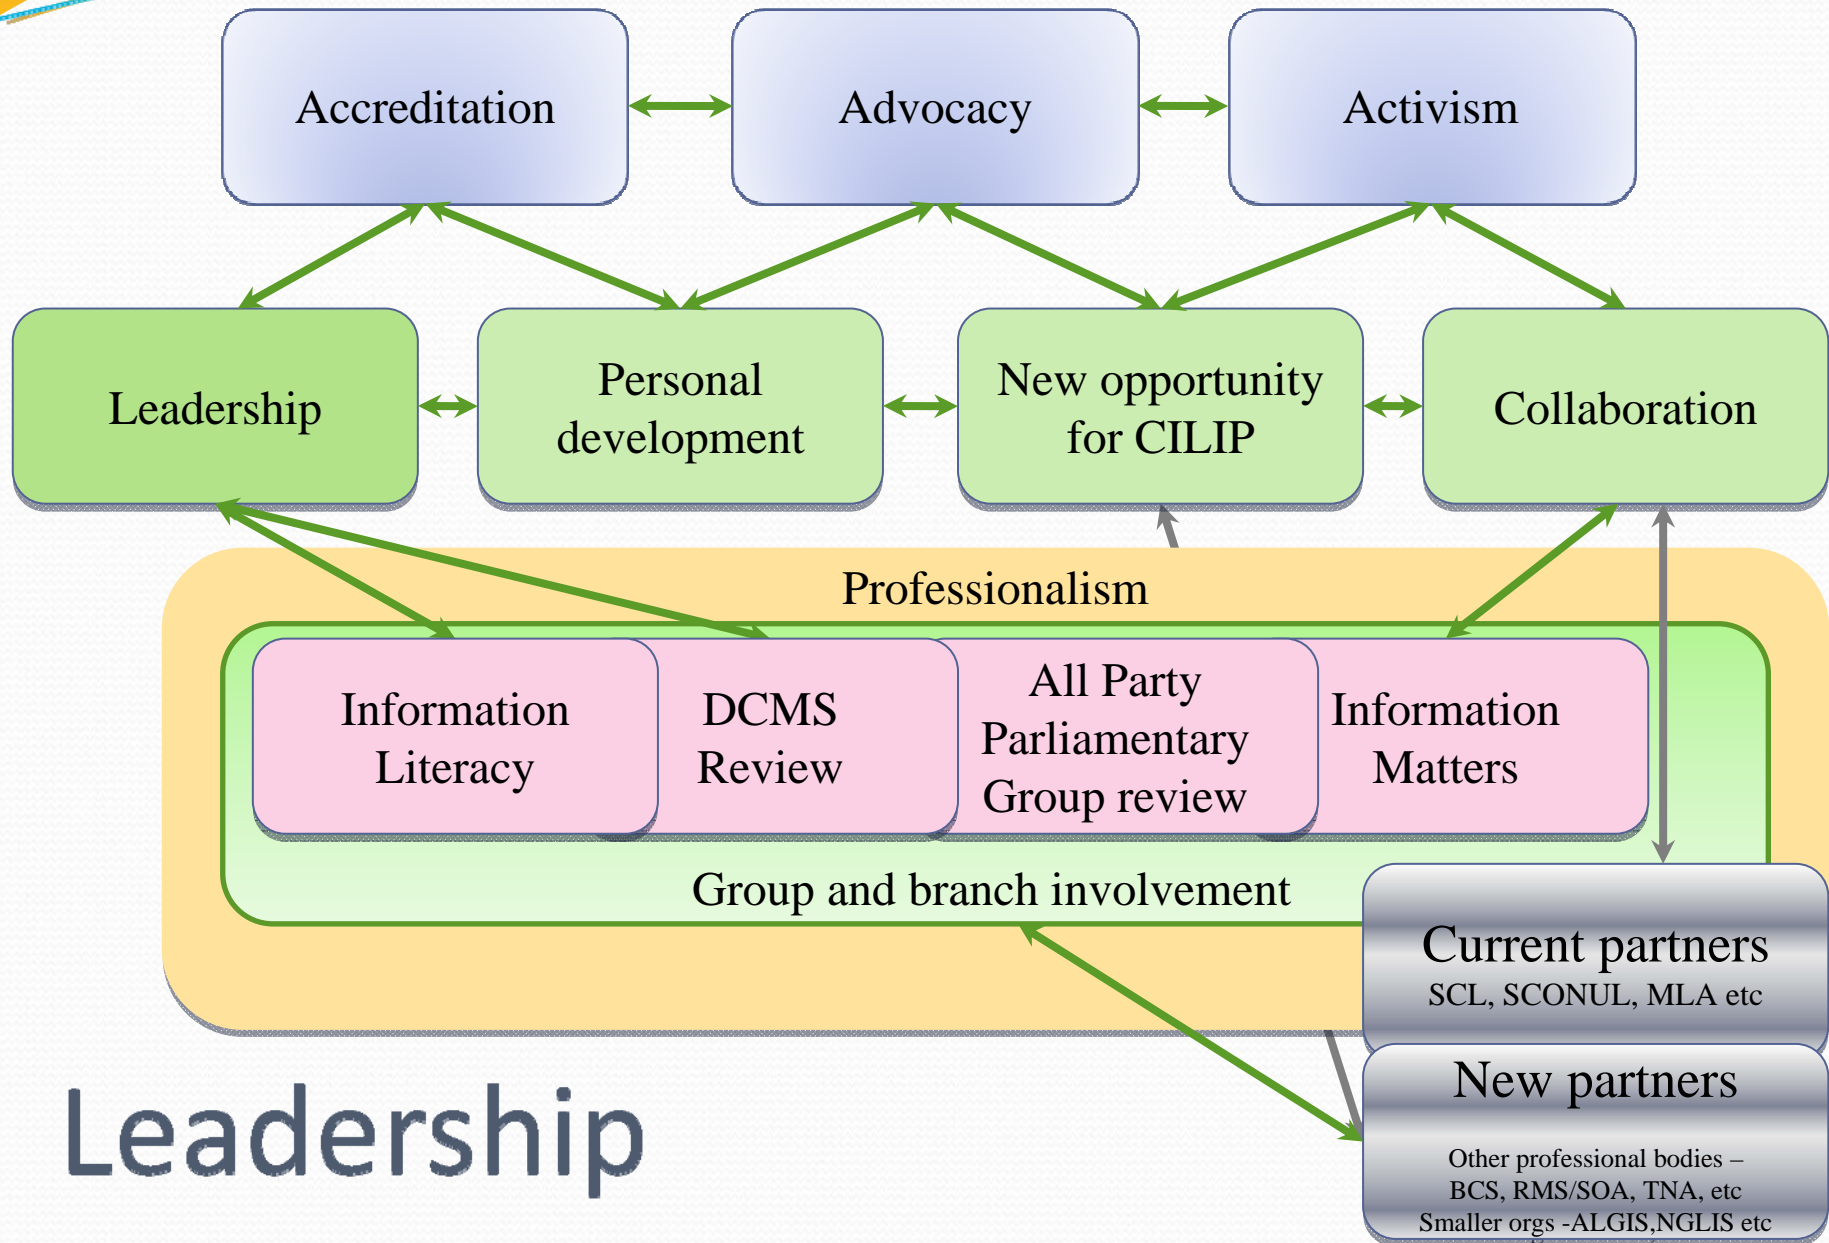 Accreditation
Advocacy
Activism
Leadership
Personal
development
New opportunity
for CILIP
Collaboration
Professionalism
Information
Literacy
DCMS
Review
All Party
Parliamentary
Group review
Information
Matters
Group and branch involvement
Current partners
SCL, SCONUL, MLA etc
New partners
Other professional bodies –
BCS, RMS/SOA, TNA, etc
Smaller orgs -ALGIS,NGLIS etc
Leadership